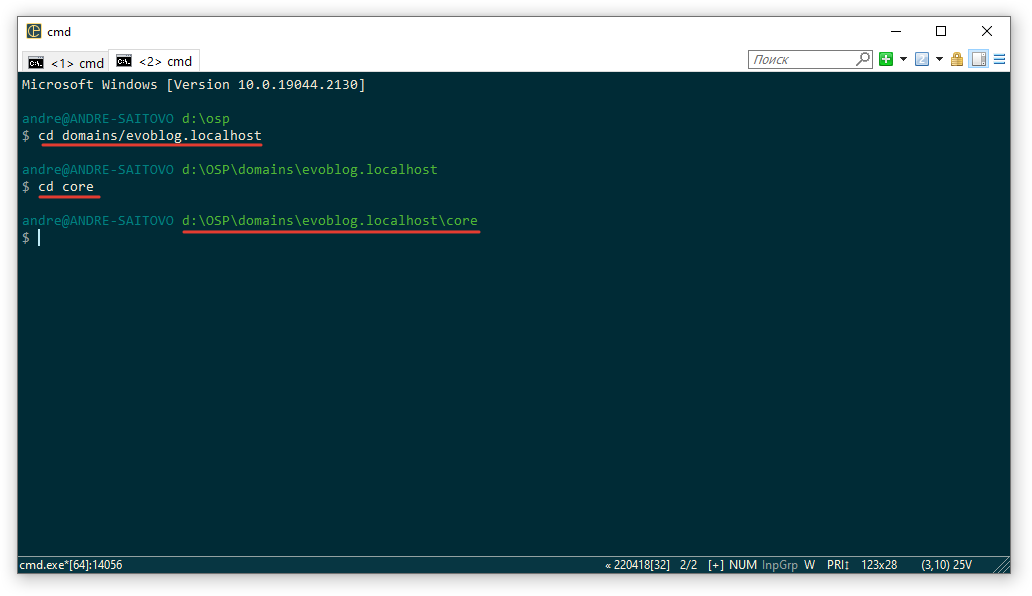 cmd
<1> cmd
<2> cmd
Поиск
Microsoft Windows [Version 10.0.19044.2130]
andre@ANDRE-SAITOVO d:\osp
$ cd domains/evoblog.localhost
andre@ANDRE-SAITOVO d:\OSP\domains\evoblog.localhost
$ cd core
andre@ANDRE-SAITOVO d:\OSP\domains\evoblog.localhost\core
$
cmd.exe*[64]:14056 « 220418[32] 2/2 [+] NUM InpGrp W PRI↕ 123x28 (3,10) 25V